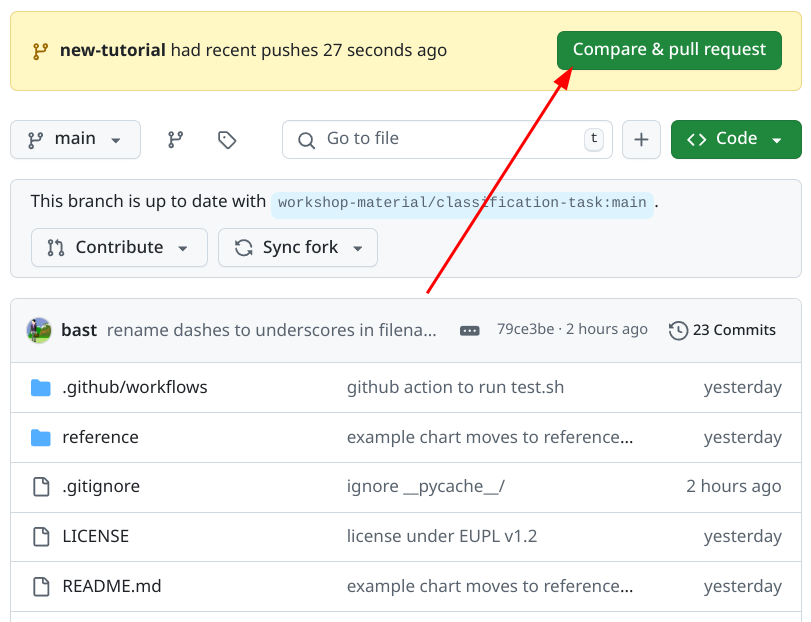 new-tutorial had recent pushes 27 seconds ago Compare & pull request
main Go to file t + <> Code
This branch is up to date with workshop-material/classification-task:main .
Contribute Sync fork
bast rename dashes to underscores in filena... 79ce3be · 2 hours ago 23 Commits
.github/workflows github action to run test.sh yesterday
reference example chart moves to reference... yesterday
.gitignore ignore __pycache__/ 2 hours ago
LICENSE license under EUPL v1.2 yesterday
README.md example chart moves to reference... yesterday